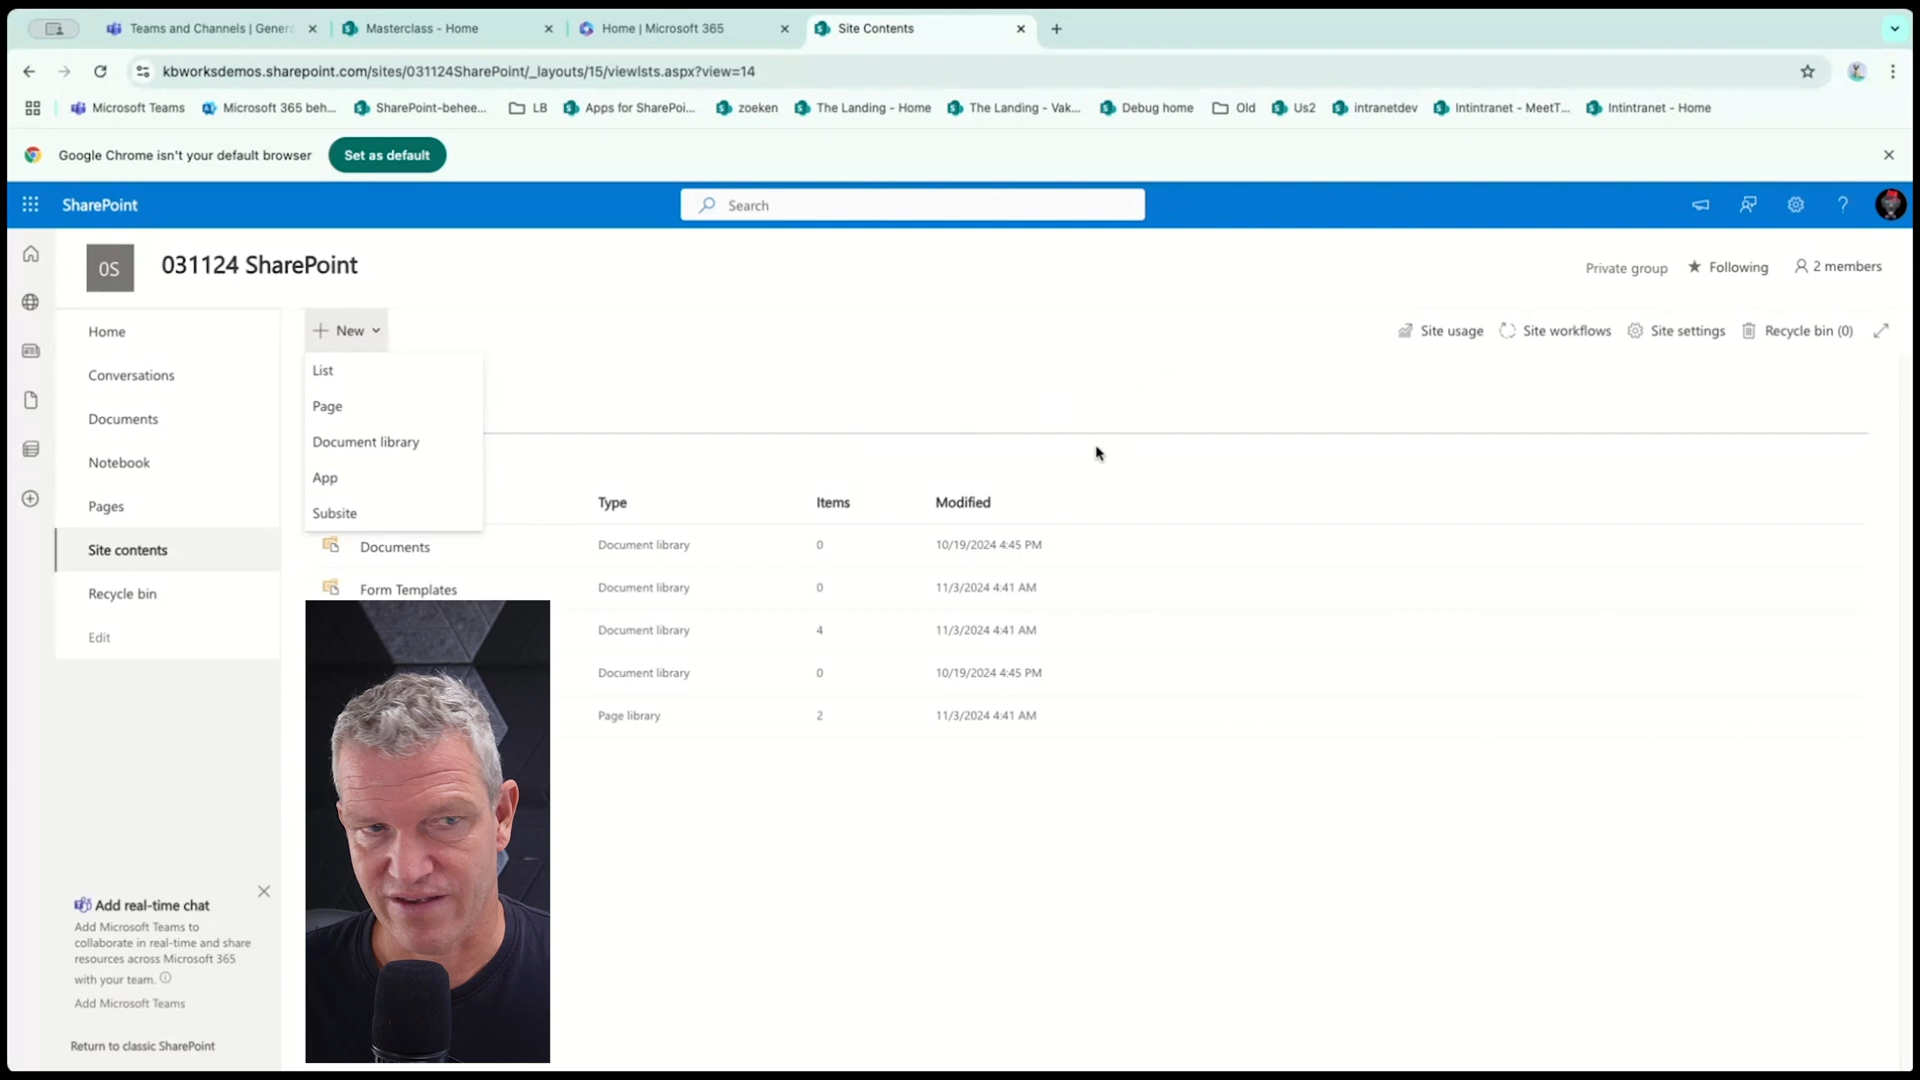 Teams and Channels | Genera
Masterclass - Home
Home | Microsoft 365
Site Contents
kbworksdemos.sharepoint.com/sites/031124SharePoint/_layouts/15/viewlsts.aspx?view=14
Microsoft Teams
Microsoft 365 beh...
SharePoint-behee...
LB
Apps for SharePoi...
zoeken
The Landing - Home
The Landing - Vak...
Debug home
Old
Us2
intranetdev
Intintranet - MeetT...
Intintranet - Home
Google Chrome isn't your default browser
Set as default
SharePoint
Search
0S
031124 SharePoint
Private group
Following
2 members
Home
Conversations
Documents
Notebook
Pages
Site contents
Recycle bin
Edit
New
Site usage
Site workflows
Site settings
Recycle bin (0)
List
Page
Document library
App
Subsite
Type
Items
Modified
Documents
Document library
0
10/19/2024 4:45 PM
Form Templates
Document library
0
11/3/2024 4:41 AM
Document library
4
11/3/2024 4:41 AM
Document library
0
10/19/2024 4:45 PM
Page library
2
11/3/2024 4:41 AM
Add real-time chat
Add Microsoft Teams to
collaborate in real-time and share
resources across Microsoft 365
with your team.
Add Microsoft Teams
Return to classic SharePoint